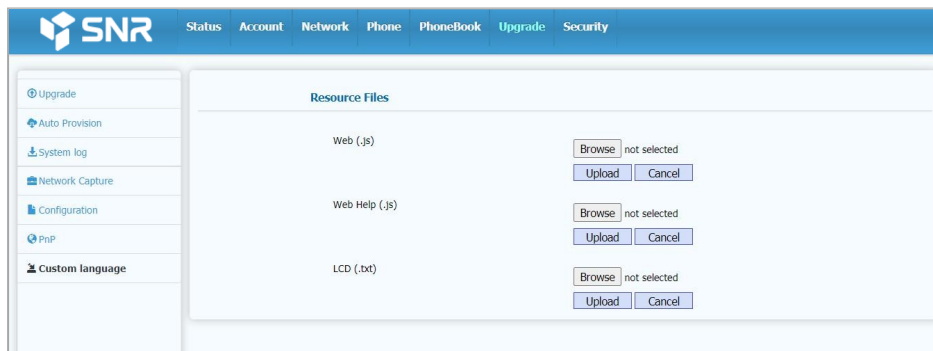 SNR
Status Account Network Phone PhoneBook Upgrade Security
Upgrade
Auto Provision
System log
Network Capture
Configuration
PnP
Custom language
Resource Files
Web (.js)
Browse not selected
Upload Cancel
Web Help (.js)
Browse not selected
Upload Cancel
LCD (.txt)
Browse not selected
Upload Cancel